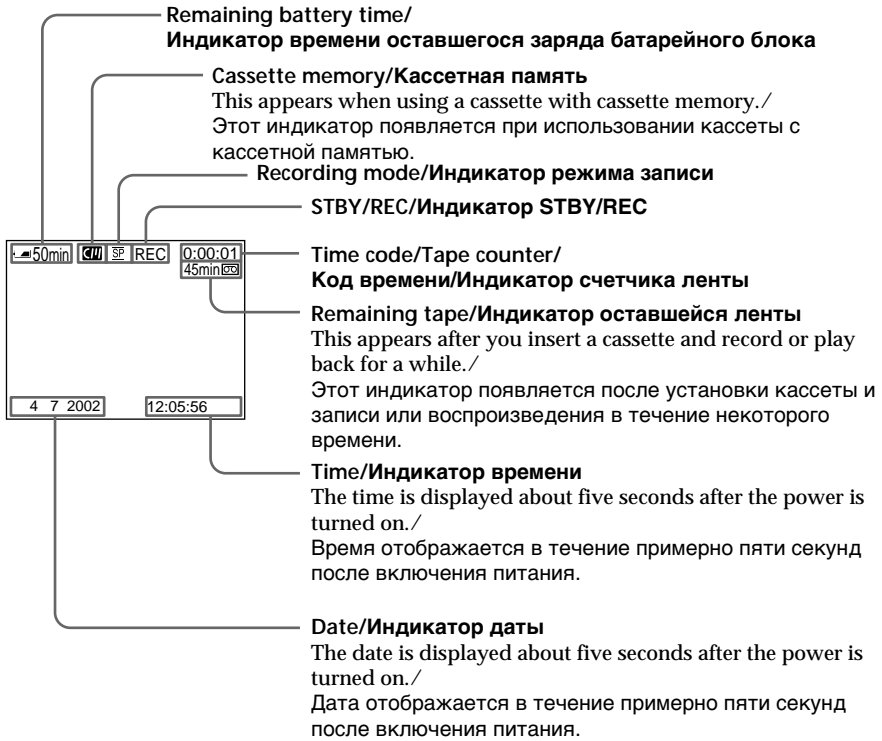 Remaining battery time/
Индикатор времени оставшегося заряда батарейного блока
Cassette memory/Кассетная память
This appears when using a cassette with cassette memory./
Этот индикатор появляется при использовании кассеты с
кассетной памятью.
Recording mode/Индикатор режима записи
STBY/REC/Индикатор STBY/REC
50min CM SP REC 0:00:01
45min
4 7 2002 12:05:56
Time code/Tape counter/
Код времени/Индикатор счетчика ленты
Remaining tape/Индикатор оставшейся ленты
This appears after you insert a cassette and record or play
back for a while./
Этот индикатор появляется после установки кассеты и
записи или воспроизведения в течение некоторого
времени.
Time/Индикатор времени
The time is displayed about five seconds after the power is
turned on./
Время отображается в течение примерно пяти секунд
после включения питания.
Date/Индикатор даты
The date is displayed about five seconds after the power is
turned on./
Дата отображается в течение примерно пяти секунд
после включения питания.